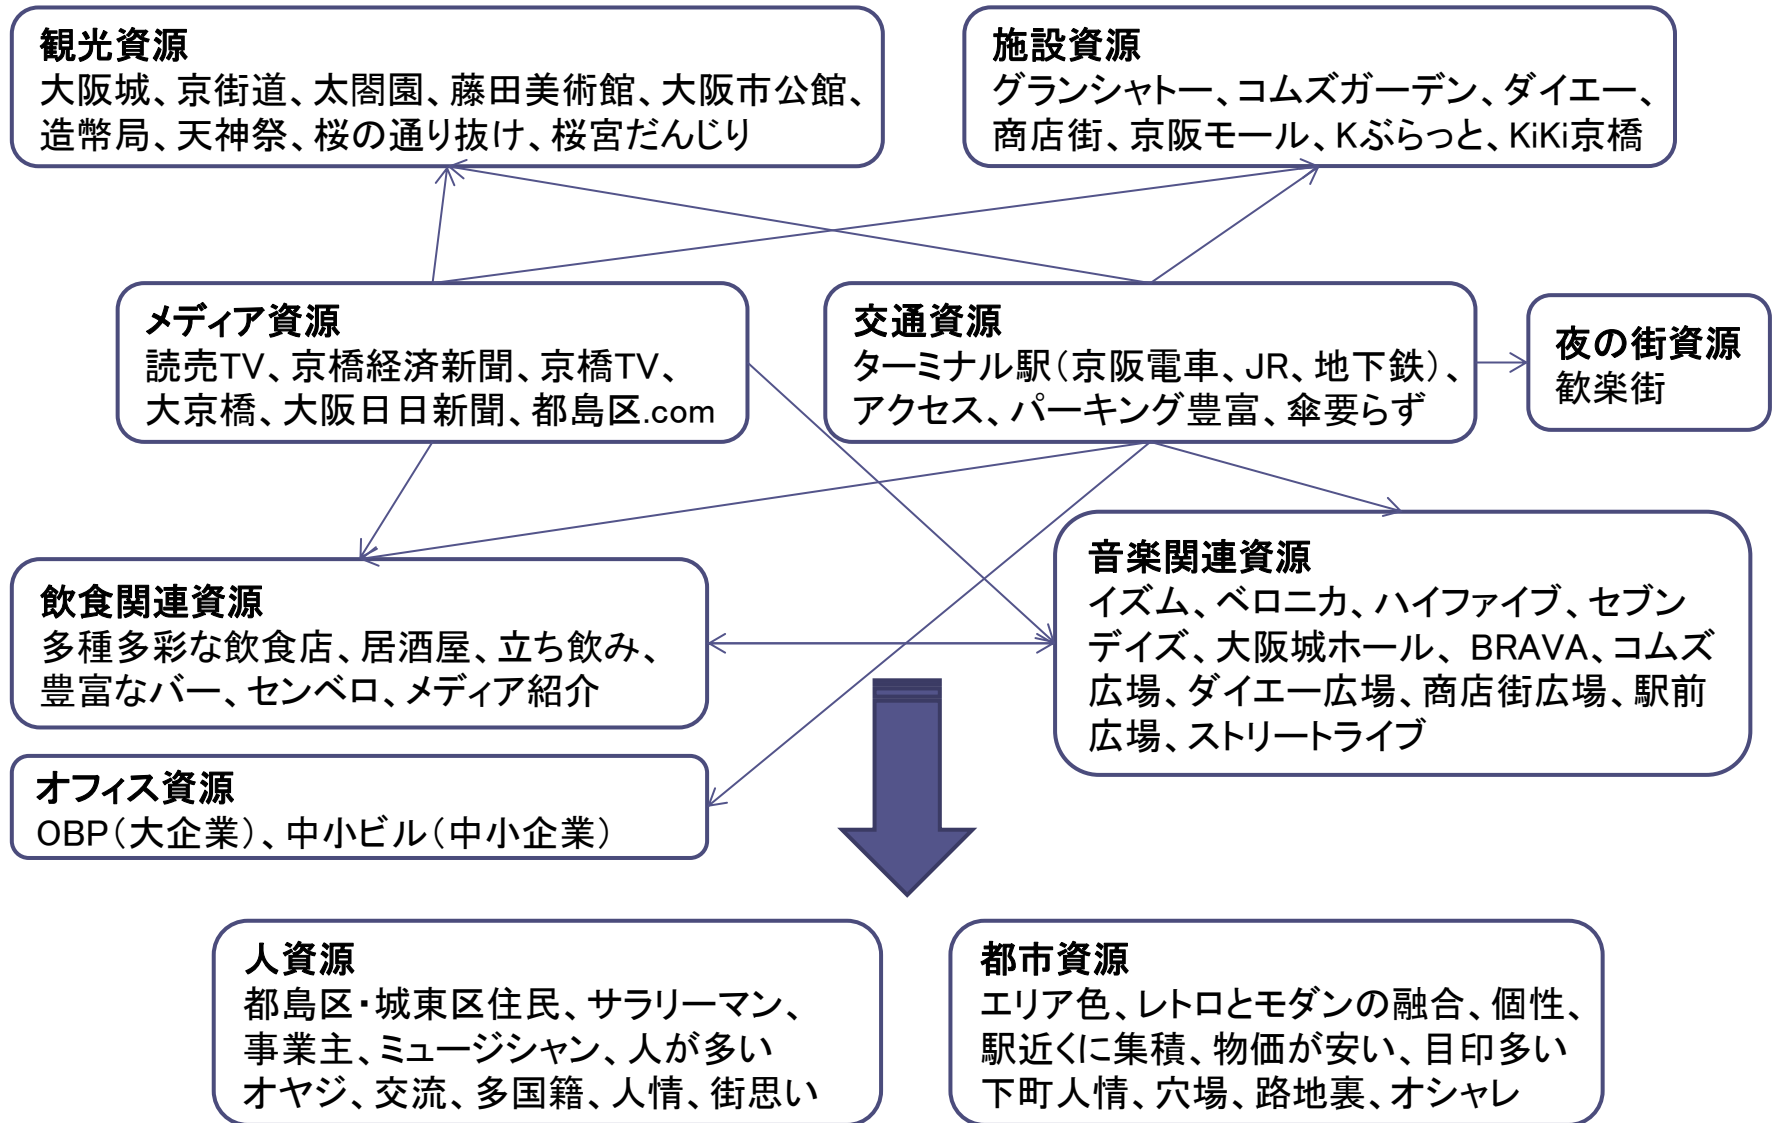 観光資源
大阪城、京街道、太閤園、藤田美術館、大阪市公館、
造幣局、天神祭、桜の通り抜け、桜宮だんじり
施設資源
グランシャトー、コムズガーデン、ダイエー、
商店街、京阪モール、Kぶらっと、KiKi京橋
メディア資源
読売TV、京橋経済新聞、京橋TV、
大京橋、大阪日日新聞、都島区.com
交通資源
ターミナル駅（京阪電車、JR、地下鉄）、
アクセス、パーキング豊富、傘要らず
夜の街資源
歓楽街
飲食関連資源
多種多彩な飲食店、居酒屋、立ち飲み、
豊富なバー、センベロ、メディア紹介
音楽関連資源
イズム、ベロニカ、ハイファイブ、セブン
デイズ、大阪城ホール、BRAVA、コムズ
広場、ダイエー広場、商店街広場、駅前
広場、ストリートライブ
オフィス資源
OBP（大企業）、中小ビル（中小企業）
人資源
都島区・城東区住民、サラリーマン、
事業主、ミュージシャン、人が多い
オヤジ、交流、多国籍、人情、街思い
都市資源
エリア色、レトロとモダンの融合、個性、
駅近くに集積、物価が安い、目印多い
下町人情、穴場、路地裏、オシャレ